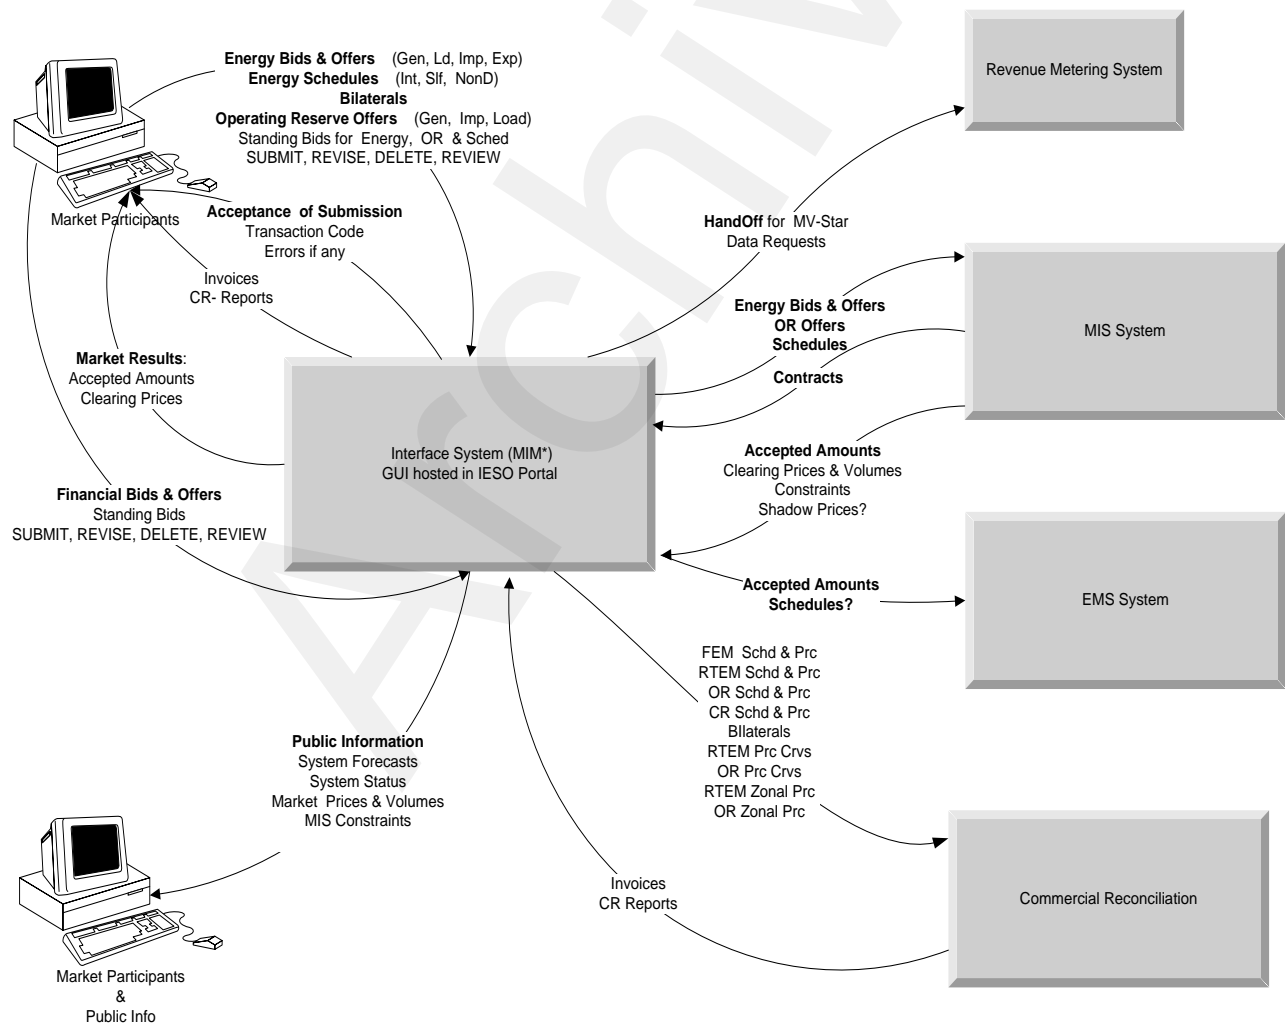 Energy Bids & Offers (Gen, Ld, Imp, Exp)
Energy Schedules (Int, Slf, NonD)
Bilaterals
Operating Reserve Offers (Gen, Imp, Load)
Standing Bids for Energy, OR & Sched
SUBMIT, REVISE, DELETE, REVIEW
Revenue Metering System
Market Participants
Acceptance of Submission
Transaction Code
Errors if any
HandOff for MV-Star
Data Requests
Invoices
CR- Reports
Energy Bids & Offers
OR Offers
Schedules
MIS System
Contracts
Market Results:
Accepted Amounts
Clearing Prices
Interface System (MIM*)
GUI hosted in IESO Portal
Accepted Amounts
Clearing Prices & Volumes
Constraints
Shadow Prices?
Financial Bids & Offers
Standing Bids
SUBMIT, REVISE, DELETE, REVIEW
Accepted Amounts
Schedules?
EMS System
FEM Schd & Prc
RTEM Schd & Prc
OR Schd & Prc
CR Schd & Prc
BIlaterals
RTEM Prc Crvs
OR Prc Crvs
RTEM Zonal Prc
OR Zonal Prc
Public Information
System Forecasts
System Status
Market Prices & Volumes
MIS Constraints
Invoices
CR Reports
Commercial Reconciliation
Market Participants
&
Public Info
Archiv